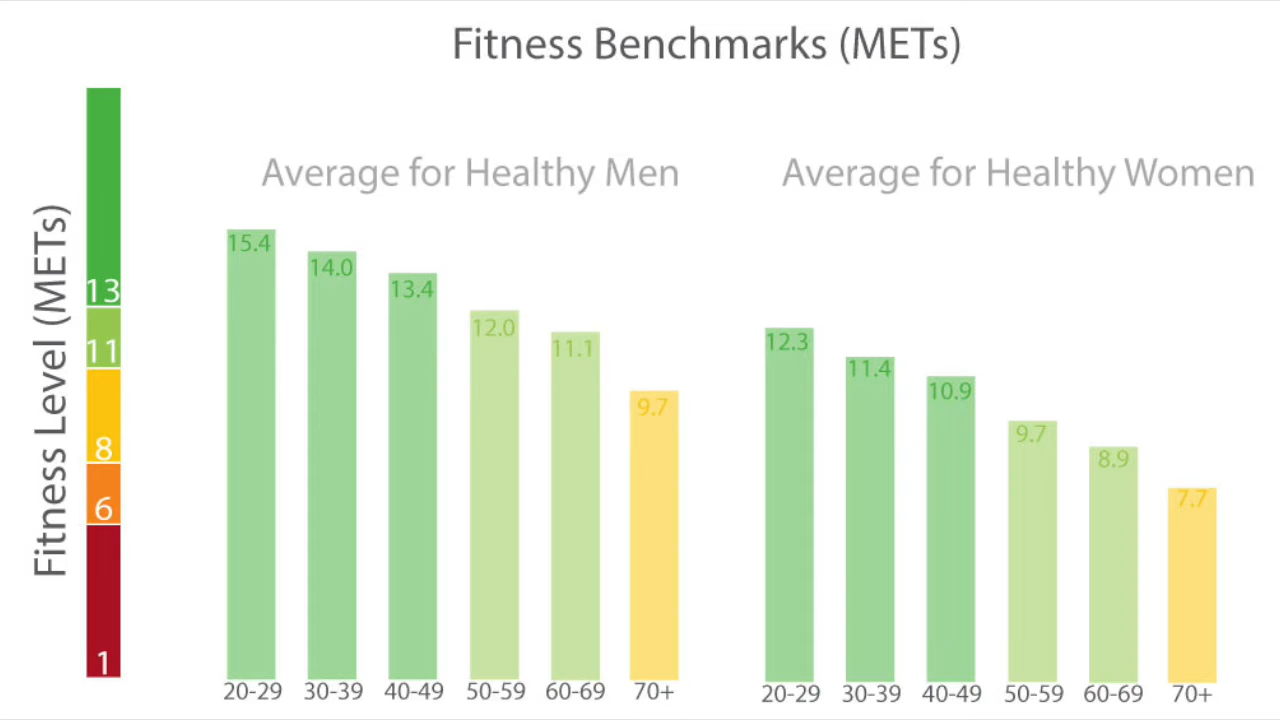 Fitness Benchmarks (METs)
Average for Healthy Men
Average for Healthy Women
Fitness Level (METs)
13
11
8
6
1
15.4
14.0
13.4
12.0
11.1
9.7
12.3
11.4
10.9
9.7
8.9
7.7
20-29 30-39 40-49 50-59 60-69 70+
20-29 30-39 40-49 50-59 60-69 70+